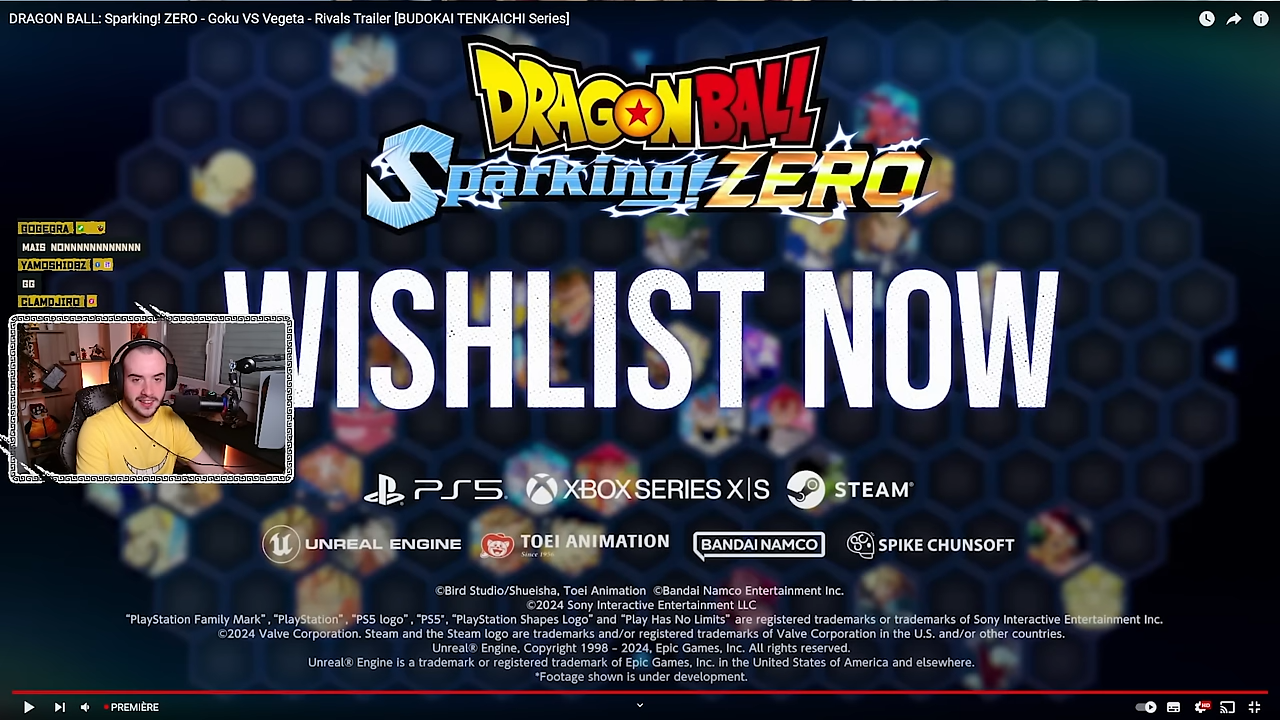 DRAGON BALL: Sparking! ZERO - Goku VS Vegeta - Rivals Trailer [BUDOKAI TENKAICHI Series]
DRAGON BALL
Sparking! ZERO
GOGEGRA
MAIS NONNNNNNNNNNNN
YAMOSHI09Z
GG
CLAMOJIRO
WISHLIST NOW
PS5 XBOX SERIES X|S STEAM®
UNREAL ENGINE TOEI ANIMATION Since 1956 BANDAI NAMCO SPIKE CHUNSOFT
©Bird Studio/Shueisha, Toei Animation ©Bandai Namco Entertainment Inc.
©2024 Sony Interactive Entertainment LLC
"PlayStation Family Mark", "PlayStation", "PS5 logo", "PS5", "PlayStation Shapes Logo" and "Play Has No Limits" are registered trademarks or trademarks of Sony Interactive Entertainment Inc.
©2024 Valve Corporation. Steam and the Steam logo are trademarks and/or registered trademarks of Valve Corporation in the U.S. and/or other countries.
Unreal® Engine, Copyright 1998 – 2024, Epic Games, Inc. All rights reserved.
Unreal® Engine is a trademark or registered trademark of Epic Games, Inc. in the United States of America and elsewhere.
*Footage shown is under development.
PREMIÈRE
HD